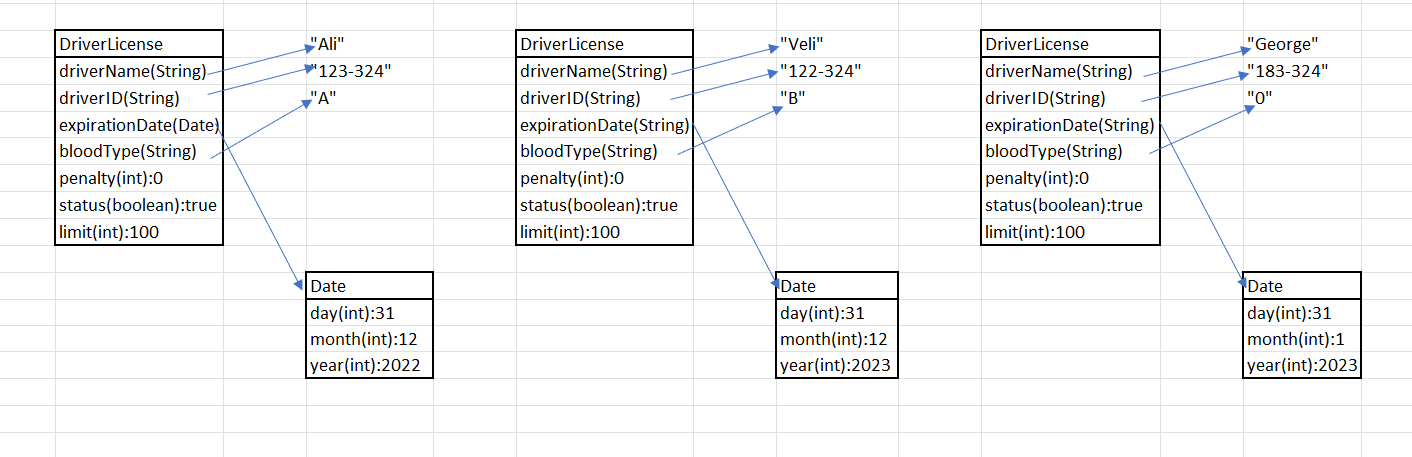 DriverLicense
driverName(String)
driverID(String)
expirationDate(Date)
bloodType(String)
penalty(int):0
status(boolean):true
limit(int):100
"Ali"
"123-324"
"A"
Date
day(int):31
month(int):12
year(int):2022
DriverLicense
driverName(String)
driverID(String)
expirationDate(String)
bloodType(String)
penalty(int):0
status(boolean):true
limit(int):100
"Veli"
"122-324"
"B"
Date
day(int):31
month(int):12
year(int):2023
DriverLicense
driverName(String)
driverID(String)
expirationDate(String)
bloodType(String)
penalty(int):0
status(boolean):true
limit(int):100
"George"
"183-324"
"0"
Date
day(int):31
month(int):1
year(int):2023